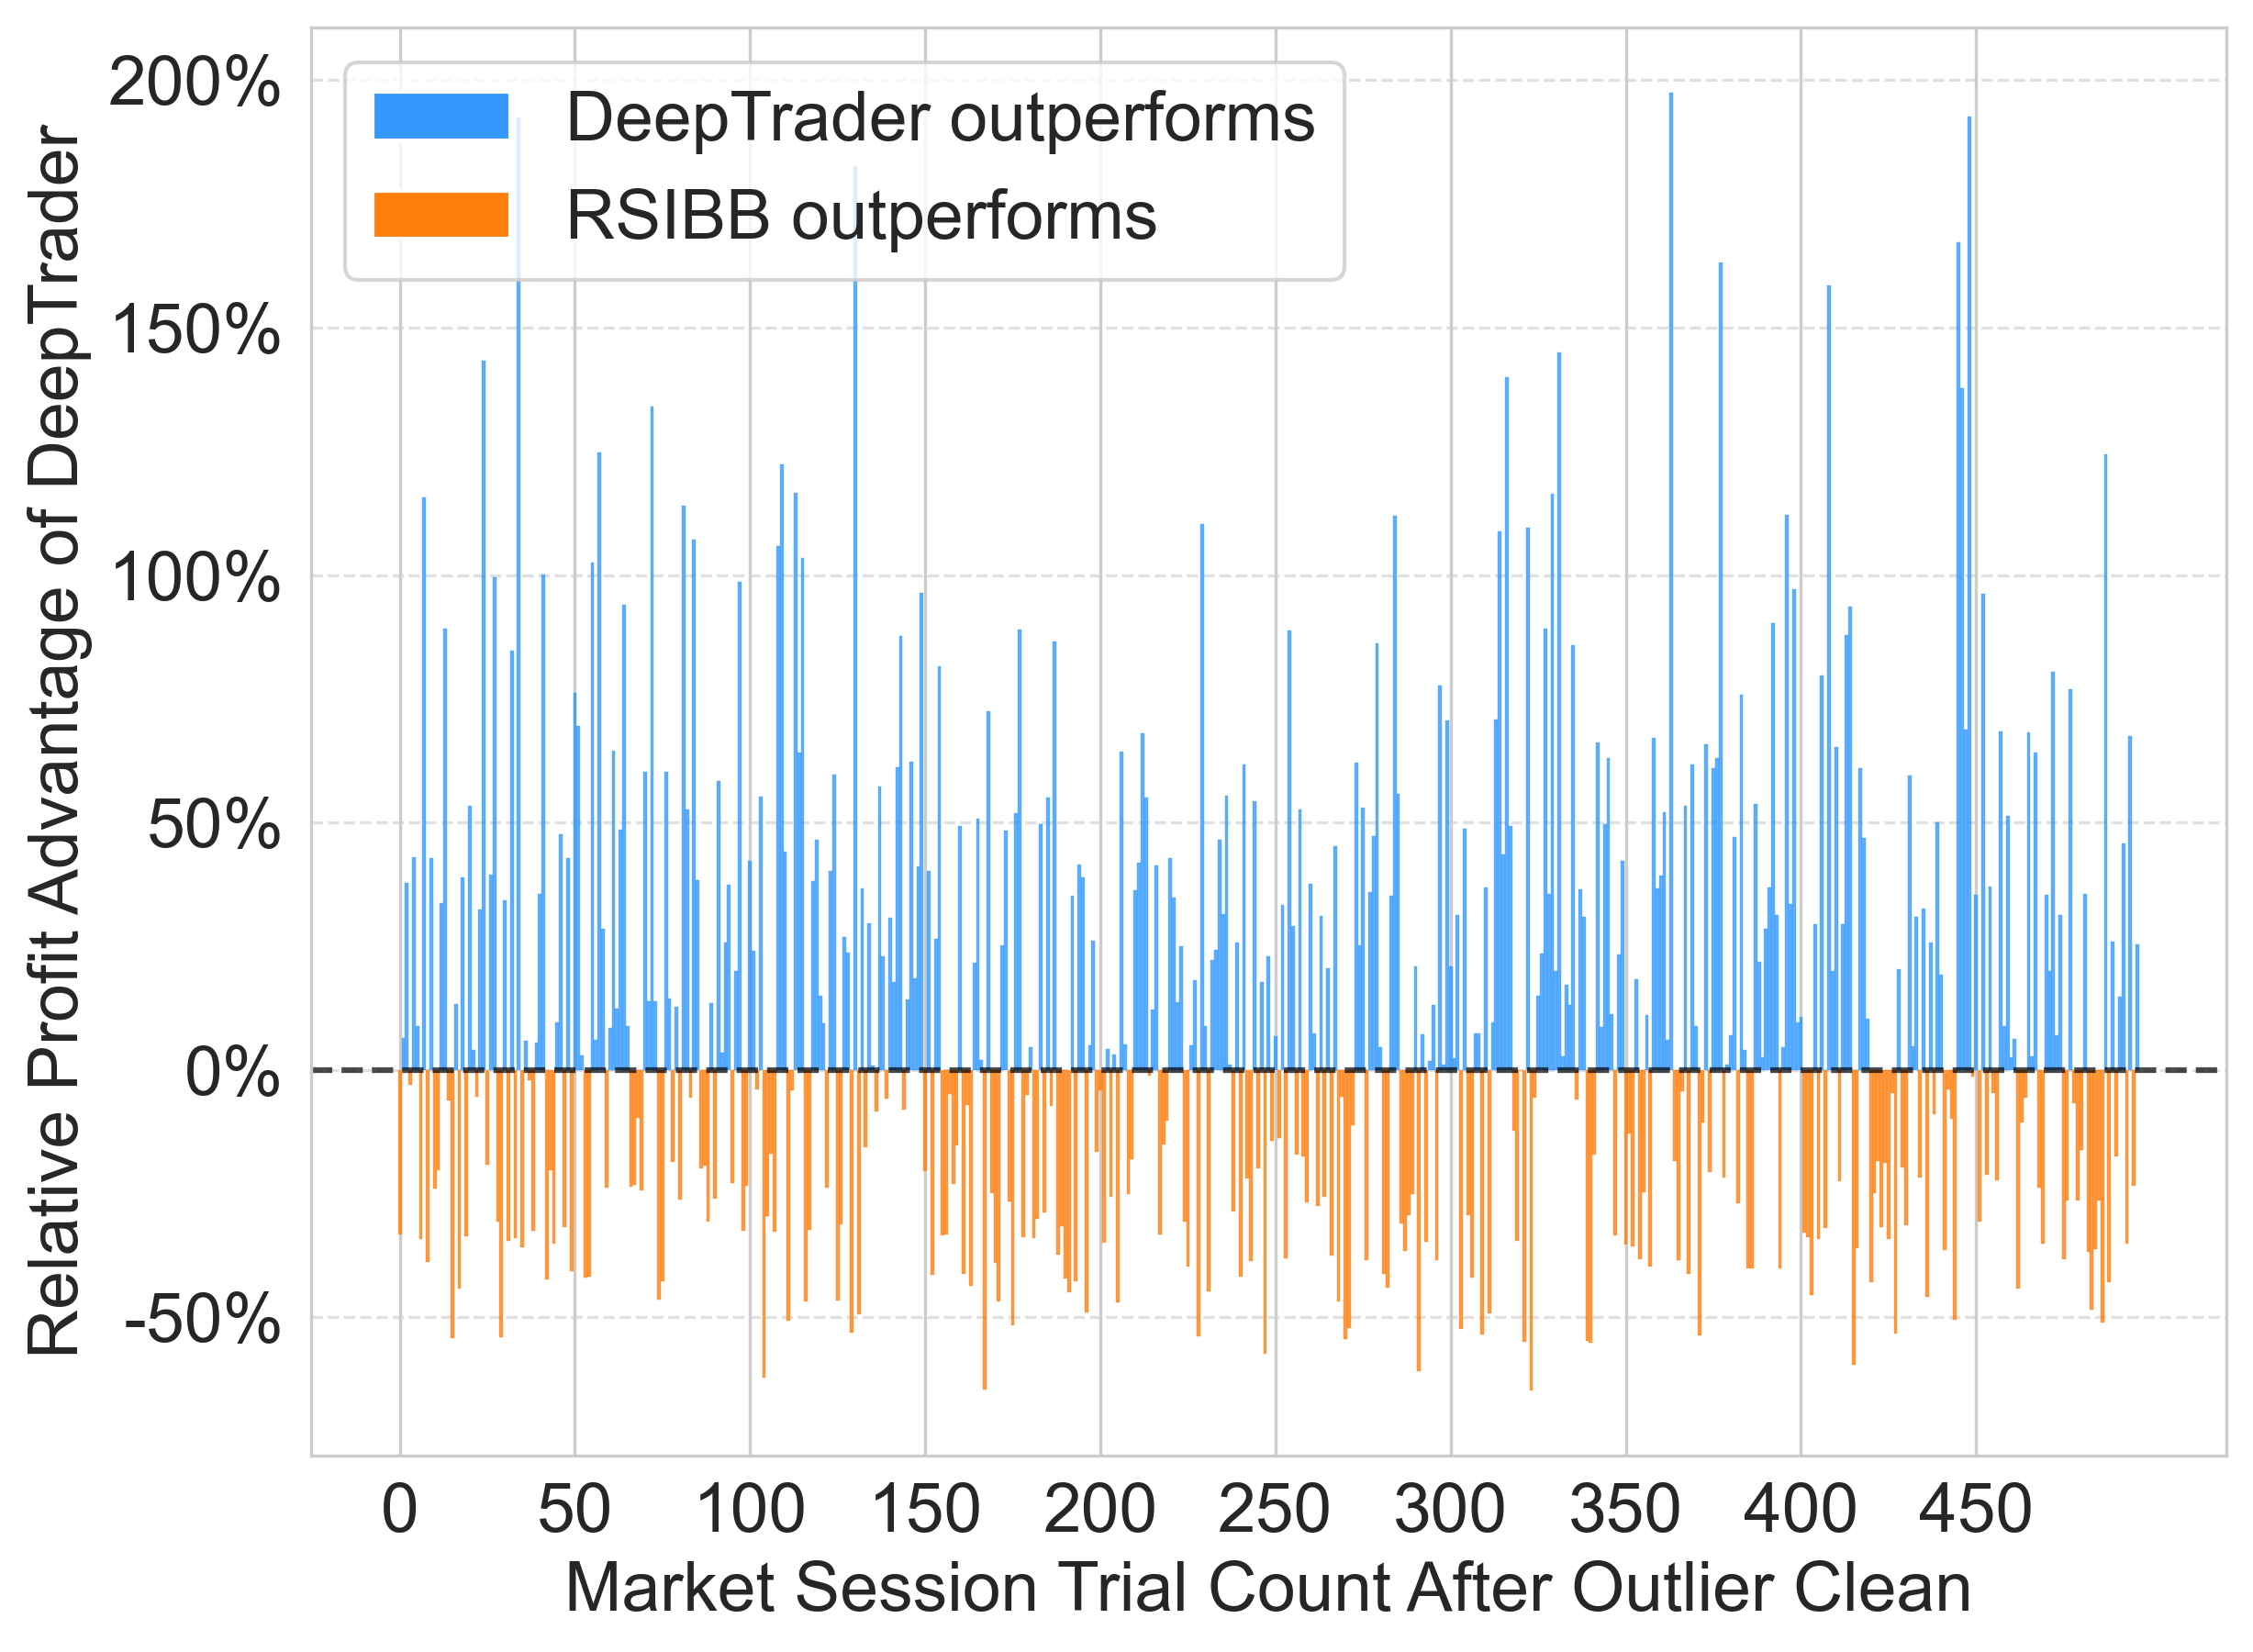 Relative Profit Advantage of DeepTrader
200%
150%
100%
50%
0%
-50%
DeepTrader outperforms
RSIBB outperforms
0 50 100 150 200 250 300 350 400 450
Market Session Trial Count After Outlier Clean